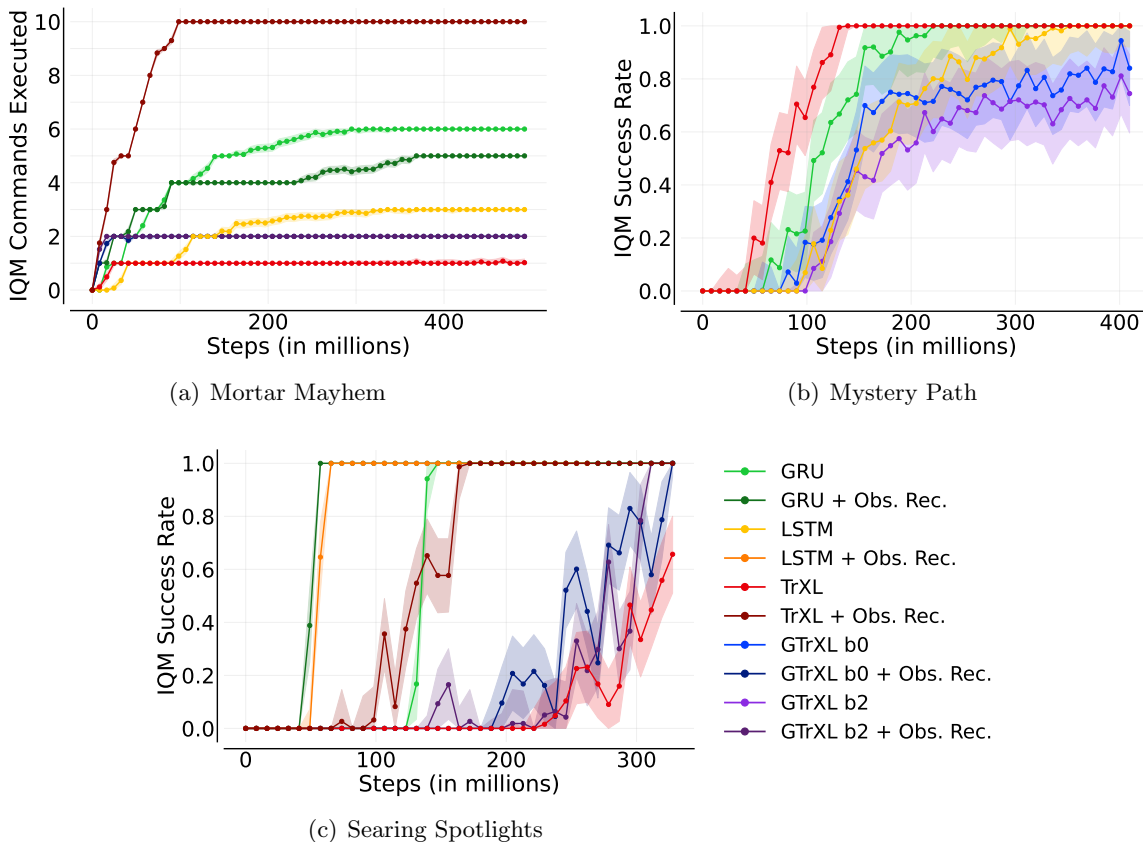 IQM Commands Executed
10
8
6
4
2
0
0 200 400
Steps (in millions)
(a) Mortar Mayhem
IQM Success Rate
1.0
0.8
0.6
0.4
0.2
0.0
0 100 200 300 400
Steps (in millions)
(b) Mystery Path
IQM Success Rate
1.0
0.8
0.6
0.4
0.2
0.0
0 100 200 300
Steps (in millions)
(c) Searing Spotlights
GRU
GRU + Obs. Rec.
LSTM
LSTM + Obs. Rec.
TrXL
TrXL + Obs. Rec.
GTrXL b0
GTrXL b0 + Obs. Rec.
GTrXL b2
GTrXL b2 + Obs. Rec.